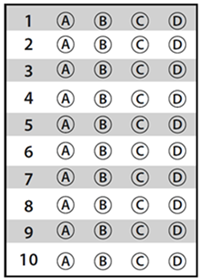 1 Ⓐ Ⓑ Ⓒ Ⓓ
2 Ⓐ Ⓑ Ⓒ Ⓓ
3 Ⓐ Ⓑ Ⓒ Ⓓ
4 Ⓐ Ⓑ Ⓒ Ⓓ
5 Ⓐ Ⓑ Ⓒ Ⓓ
6 Ⓐ Ⓑ Ⓒ Ⓓ
7 Ⓐ Ⓑ Ⓒ Ⓓ
8 Ⓐ Ⓑ Ⓒ Ⓓ
9 Ⓐ Ⓑ Ⓒ Ⓓ
10 Ⓐ Ⓑ Ⓒ Ⓓ